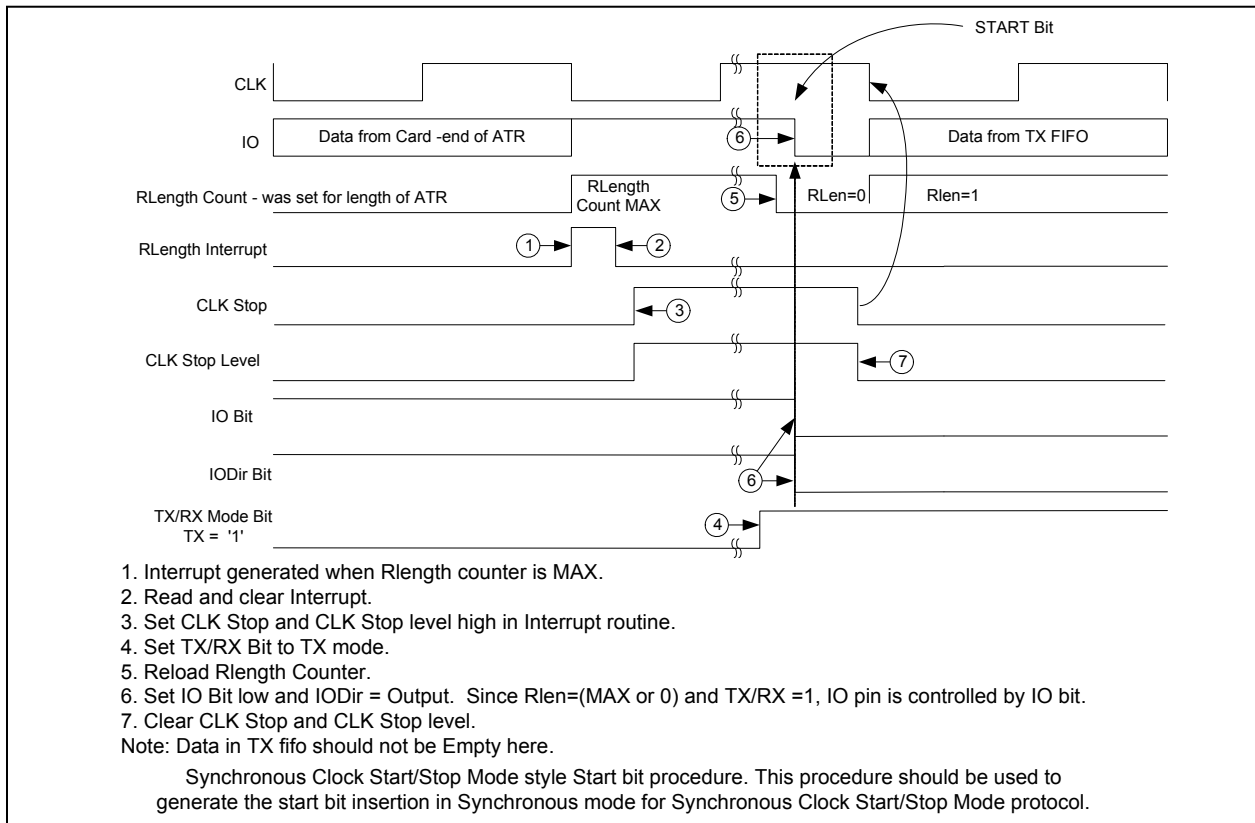 START Bit
CLK
IO
Data from Card -end of ATR
6
Data from TX FIFO
RLength Count - was set for length of ATR
RLength
Count MAX
5
RLen=0
Rlen=1
RLength Interrupt
1
2
CLK Stop
3
CLK Stop Level
7
IO Bit
IODir Bit
6
TX/RX Mode Bit
TX = '1'
4
1. Interrupt generated when Rlength counter is MAX.
2. Read and clear Interrupt.
3. Set CLK Stop and CLK Stop level high in Interrupt routine.
4. Set TX/RX Bit to TX mode.
5. Reload Rlength Counter.
6. Set IO Bit low and IODir = Output. Since Rlen=(MAX or 0) and TX/RX =1, IO pin is controlled by IO bit.
7. Clear CLK Stop and CLK Stop level.
Note: Data in TX fifo should not be Empty here.
Synchronous Clock Start/Stop Mode style Start bit procedure. This procedure should be used to
generate the start bit insertion in Synchronous mode for Synchronous Clock Start/Stop Mode protocol.